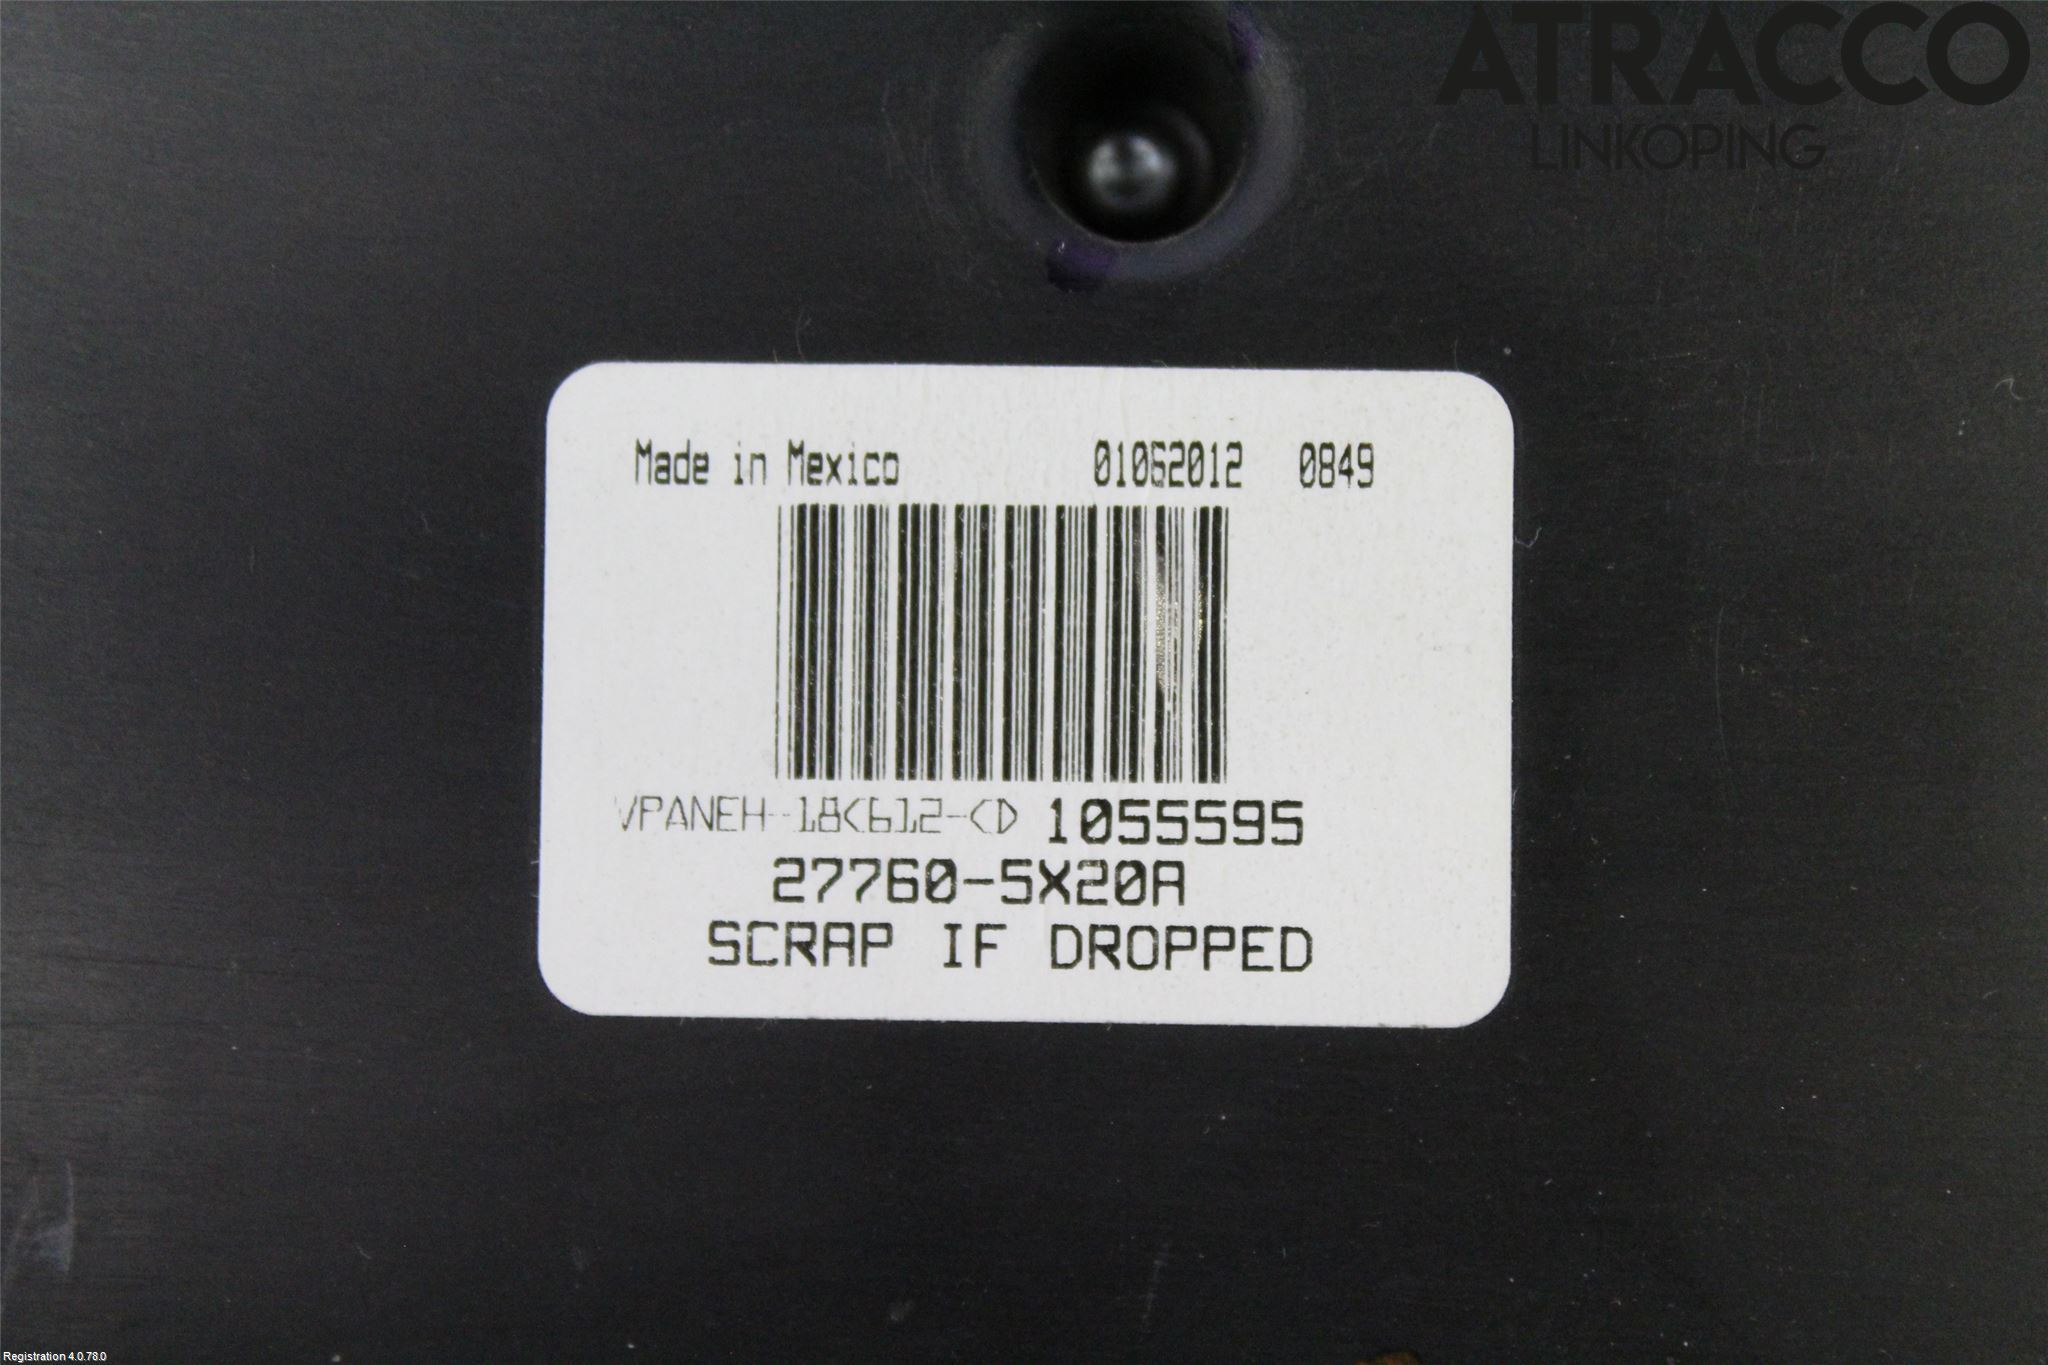 ATRACCO
LINKÖPING
Made in Mexico 01062012 0849
VPANEH-18C612-CD 1055595
27760-5X20A
SCRAP IF DROPPED
Registration 4.0.78.0